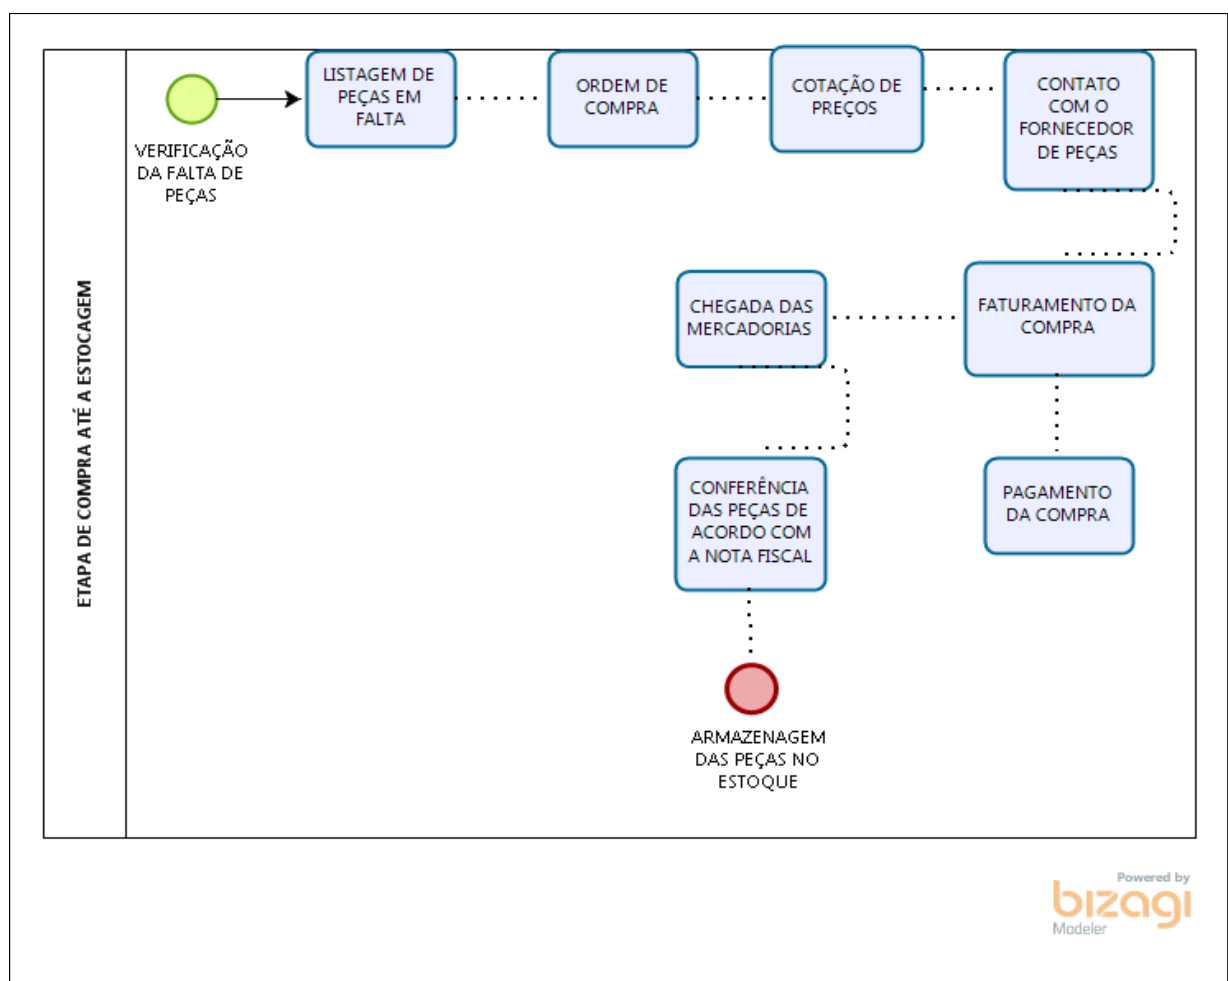 ETAPA DE COMPRA ATÉ A ESTOCAGEM
VERIFICAÇÃO
DA FALTA DE
PEÇAS
LISTAGEM DE
PEÇAS EM
FALTA
ORDEM DE
COMPRA
COTAÇÃO DE
PREÇOS
CONTATO
COM O
FORNECEDOR
DE PEÇAS
FATURAMENTO DA
COMPRA
CHEGADA DAS
MERCADORIAS
PAGAMENTO
DA COMPRA
CONFERÊNCIA
DAS PEÇAS DE
ACORDO COM
A NOTA FISCAL
ARMAZENAGEM
DAS PEÇAS NO
ESTOQUE
Powered by
bizagi
Modeler